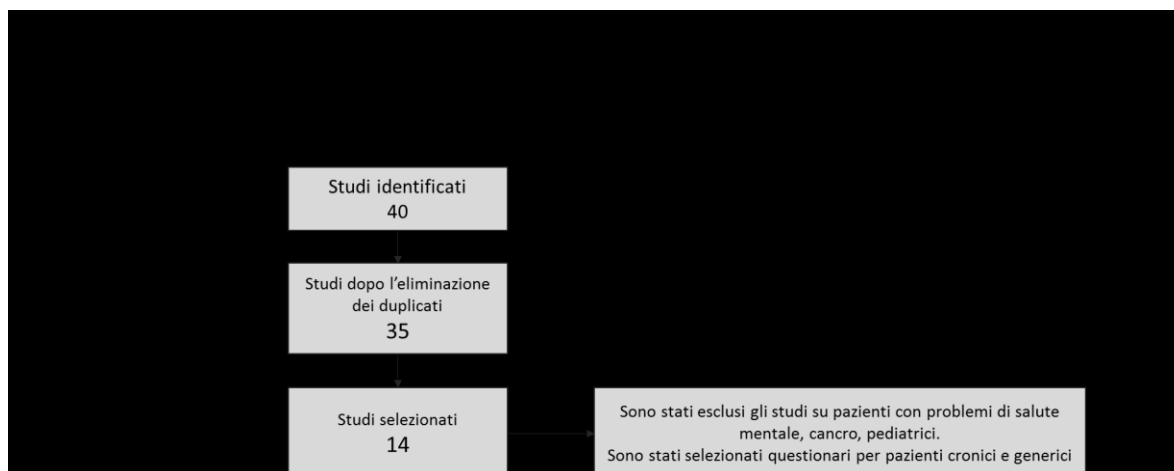 Studi identificati
40
Studi dopo l'eliminazione
dei duplicati
35
Studi selezionati
14
Sono stati esclusi gli studi su pazienti con problemi di salute
mentale, cancro, pediatrici.
Sono stati selezionati questionari per pazienti cronici e generici